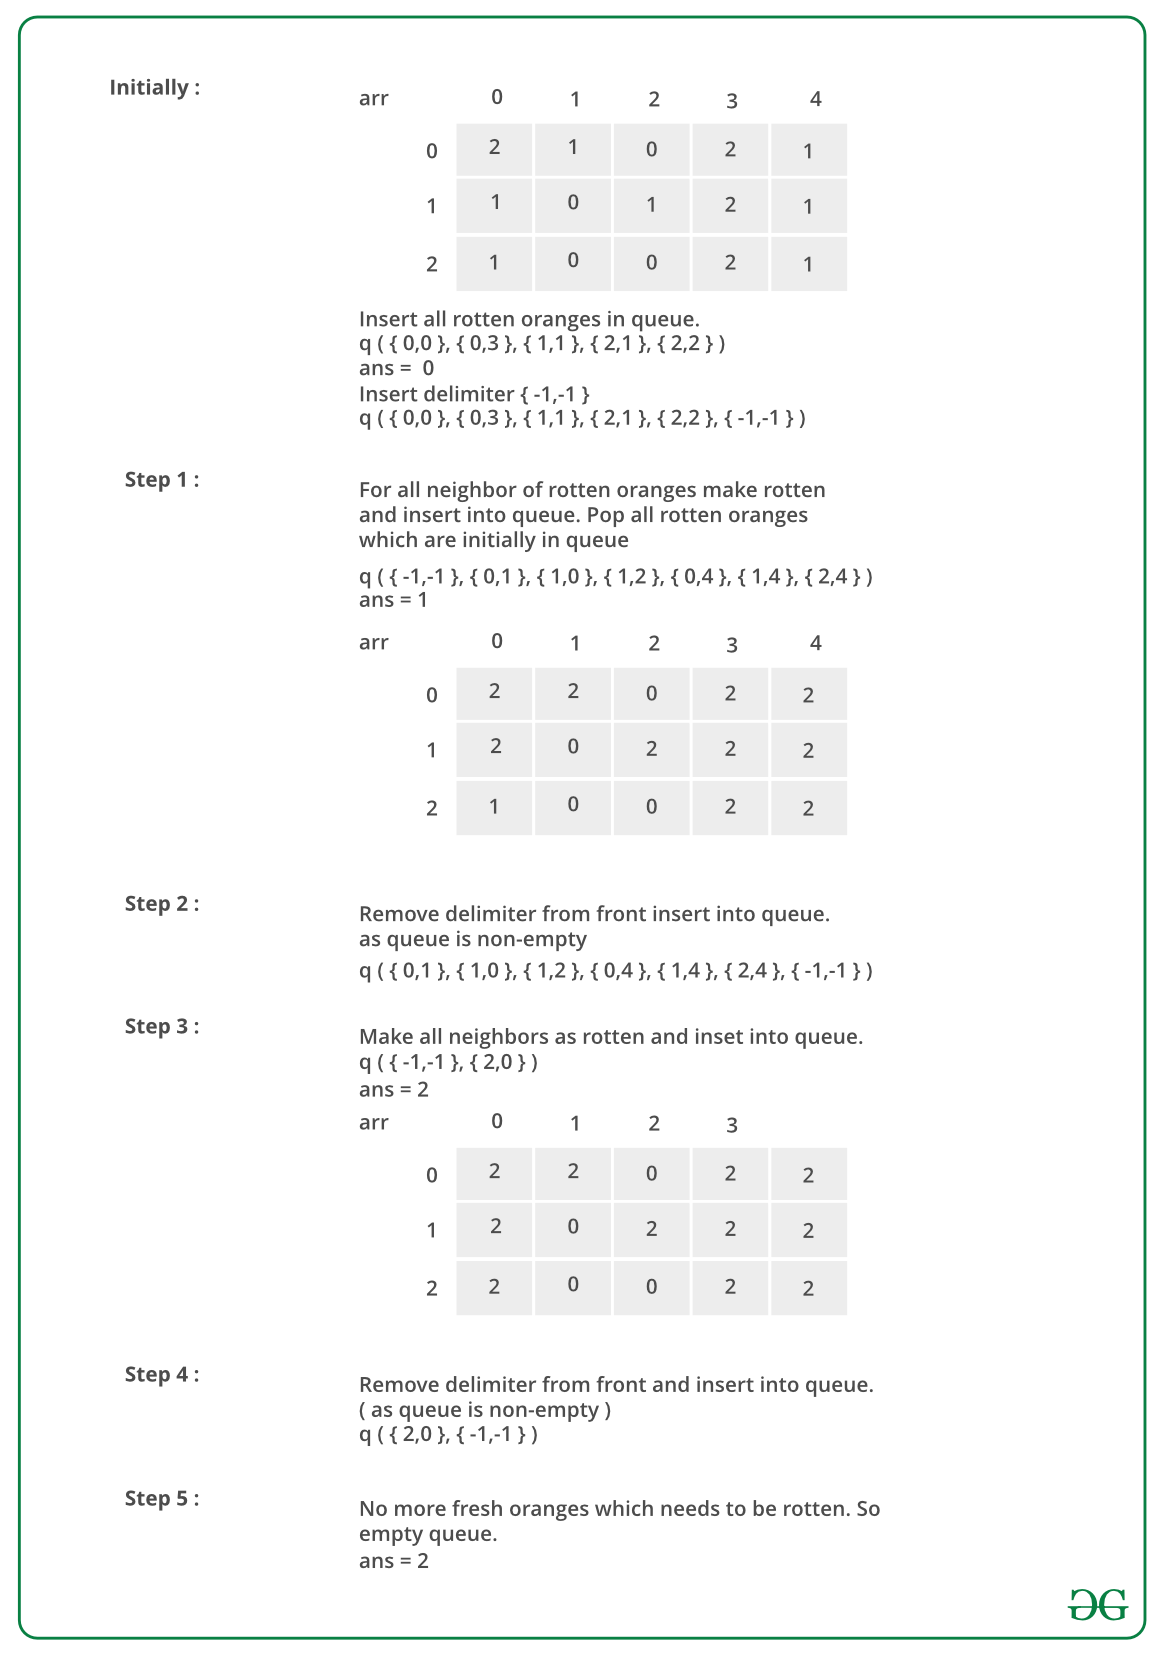 Initially :
arr 0 1 2 3 4
0 2 1 0 2 1
1 1 0 1 2 1
2 1 0 0 2 1
Insert all rotten oranges in queue.
q ( { 0,0 }, { 0,3 }, { 1,1 }, { 2,1 }, { 2,2 } )
ans = 0
Insert delimiter { -1,-1 }
q ( { 0,0 }, { 0,3 }, { 1,1 }, { 2,1 }, { 2,2 }, { -1,-1 } )
Step 1 :
For all neighbor of rotten oranges make rotten
and insert into queue. Pop all rotten oranges
which are initially in queue
q ( { -1,-1 }, { 0,1 }, { 1,0 }, { 1,2 }, { 0,4 }, { 1,4 }, { 2,4 } )
ans = 1
arr 0 1 2 3 4
0 2 2 0 2 2
1 2 0 2 2 2
2 1 0 0 2 2
Step 2 :
Remove delimiter from front insert into queue.
as queue is non-empty
q ( { 0,1 }, { 1,0 }, { 1,2 }, { 0,4 }, { 1,4 }, { 2,4 }, { -1,-1 } )
Step 3 :
Make all neighbors as rotten and inset into queue.
q ( { -1,-1 }, { 2,0 } )
ans = 2
arr 0 1 2 3
0 2 2 0 2 2
1 2 0 2 2 2
2 2 0 0 2 2
Step 4 :
Remove delimiter from front and insert into queue.
( as queue is non-empty )
q ( { 2,0 }, { -1,-1 } )
Step 5 :
No more fresh oranges which needs to be rotten. So
empty queue.
ans = 2